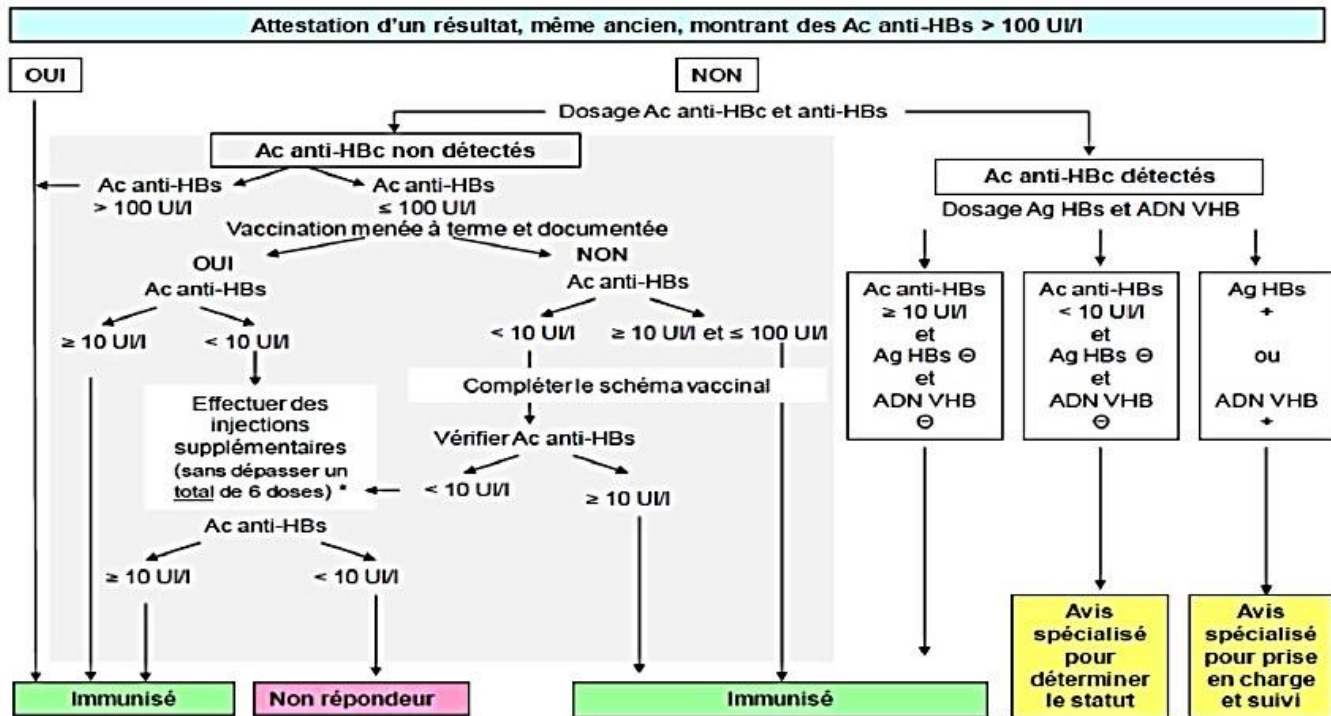 Attestation d'un résultat, même ancien, montrant des Ac anti-HBs > 100 UI/l
OUI
NON
Dosage Ac anti-HBc et anti-HBs
Ac anti-HBc non détectés
Ac anti-HBs
> 100 UI/l
Ac anti-HBs
≤ 100 UI/l
Vaccination menée à terme et documentée
OUI
Ac anti-HBs
≥ 10 UI/l
< 10 UI/l
Effectuer des
injections
supplémentaires
(sans dépasser un
total de 6 doses) *
Ac anti-HBs
≥ 10 UI/l
< 10 UI/l
NON
Ac anti-HBs
< 10 UI/l
≥ 10 UI/l et ≤ 100 UI/l
Compléter le schéma vaccinal
Vérifier Ac anti-HBs
< 10 UI/l
≥ 10 UI/l
Ac anti-HBc détectés
Dosage Ag HBs et ADN VHB
Ac anti-HBs
≥ 10 UI/l
et
Ag HBs ⊖
et
ADN VHB
⊖
Ac anti-HBs
< 10 UI/l
et
Ag HBs ⊖
et
ADN VHB
⊖
Ag HBs
+
ou
ADN VHB
+
Immunisé
Non répondeur
Immunisé
Avis
spécialisé
pour
déterminer
le statut
Avis
spécialisé
pour prise
en charge
et suivi